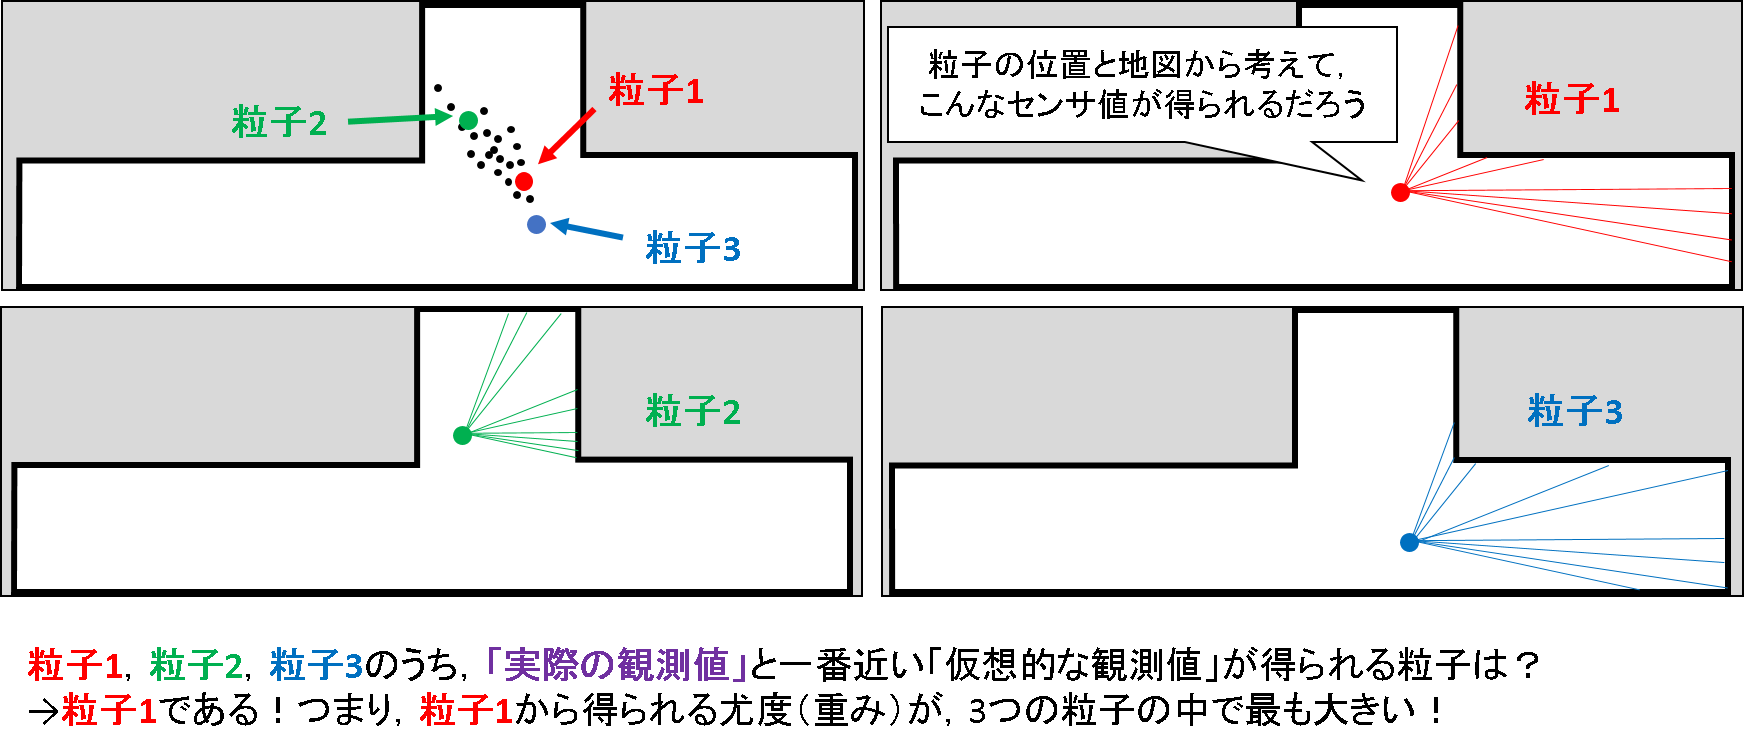 粒子1
粒子2
粒子3
粒子の位置と地図から考えて，
こんなセンサ値が得られるだろう
粒子1
粒子2
粒子3
粒子1，粒子2，粒子3のうち，「実際の観測値」と一番近い「仮想的な観測値」が得られる粒子は？
→粒子1である！つまり，粒子1から得られる尤度（重み）が，3つの粒子の中で最も大きい！